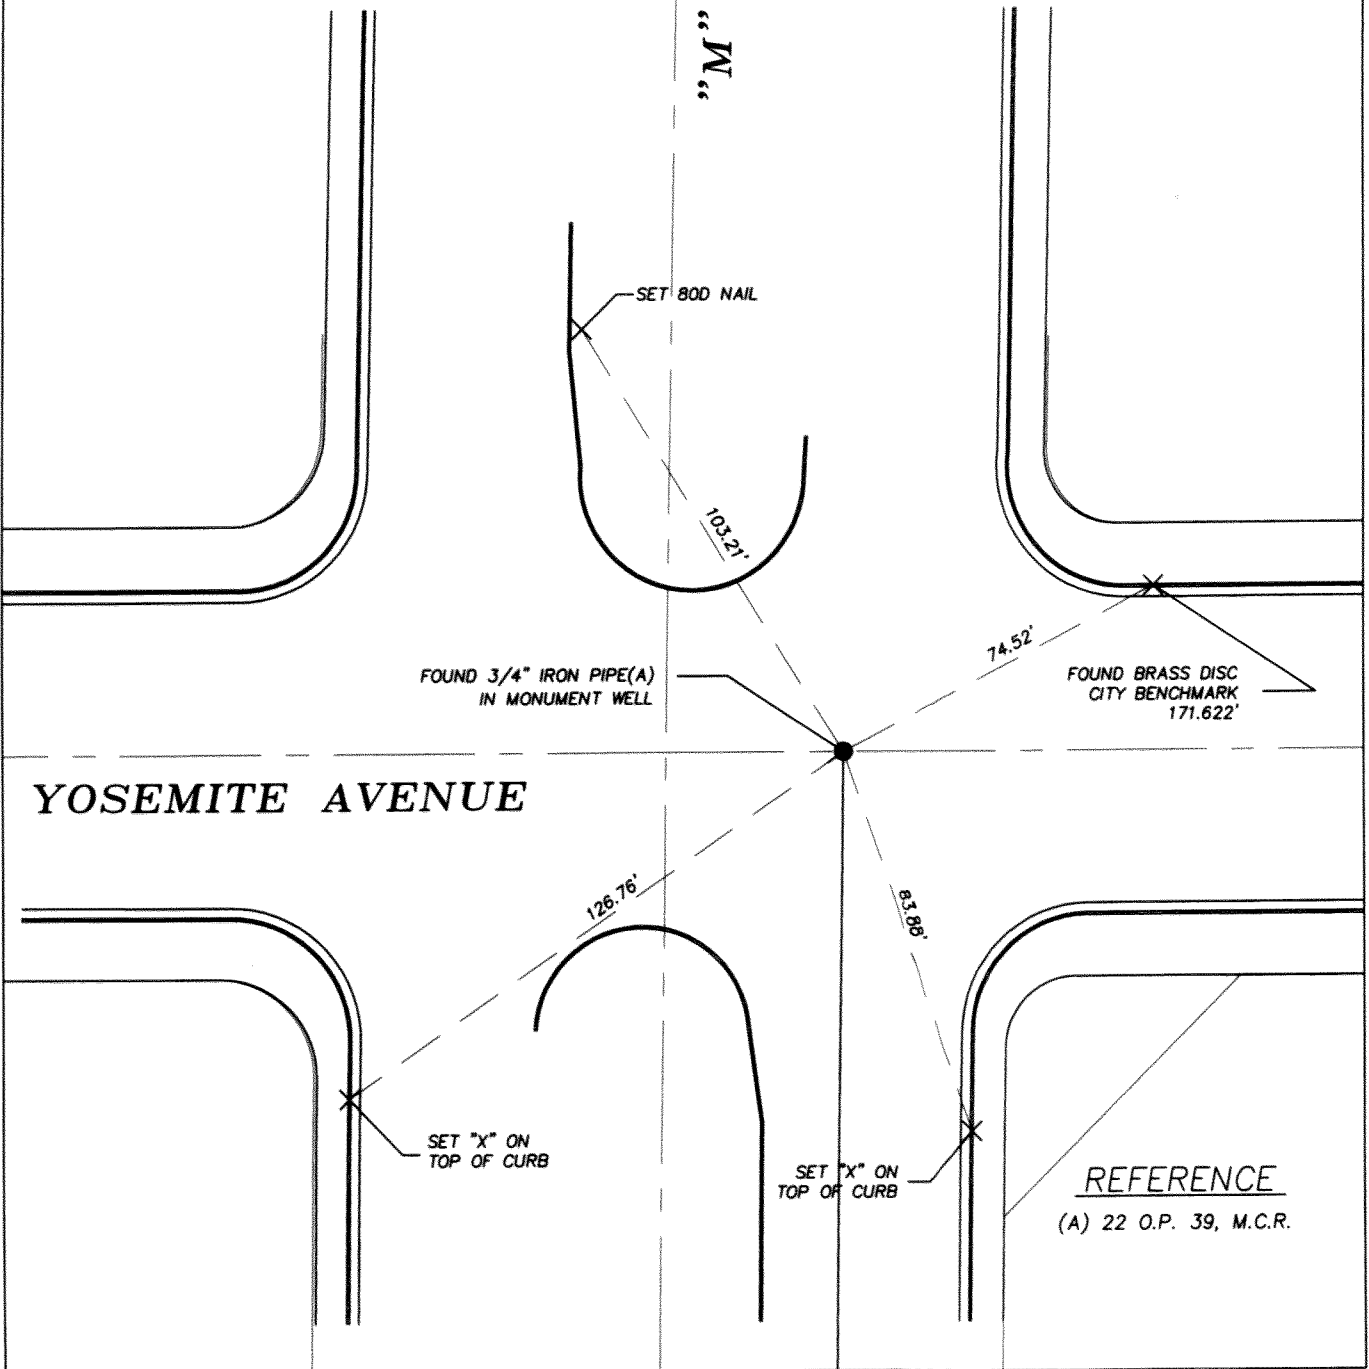 "M"
SET 80D NAIL
103.21'
74.52'
FOUND 3/4" IRON PIPE(A)
IN MONUMENT WELL
FOUND BRASS DISC
CITY BENCHMARK
171.622'
YOSEMITE AVENUE
126.76'
83.88'
SET "X" ON
TOP OF CURB
SET "X" ON
TOP OF CURB
REFERENCE
(A) 22 O.P. 39, M.C.R.